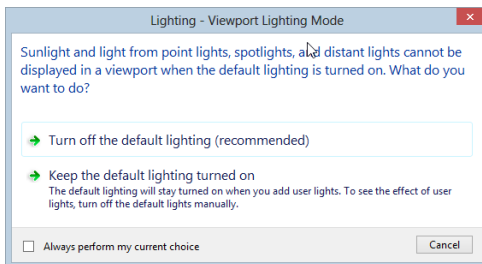 Lighting - Viewport Lighting Mode
Sunlight and light from point lights, spotlights, and distant lights cannot be
displayed in a viewport when the default lighting is turned on. What do you
want to do?
Turn off the default lighting (recommended)
Keep the default lighting turned on
The default lighting will stay turned on when you add user lights. To see the effect of user
lights, turn off the default lights manually.
Always perform my current choice
Cancel